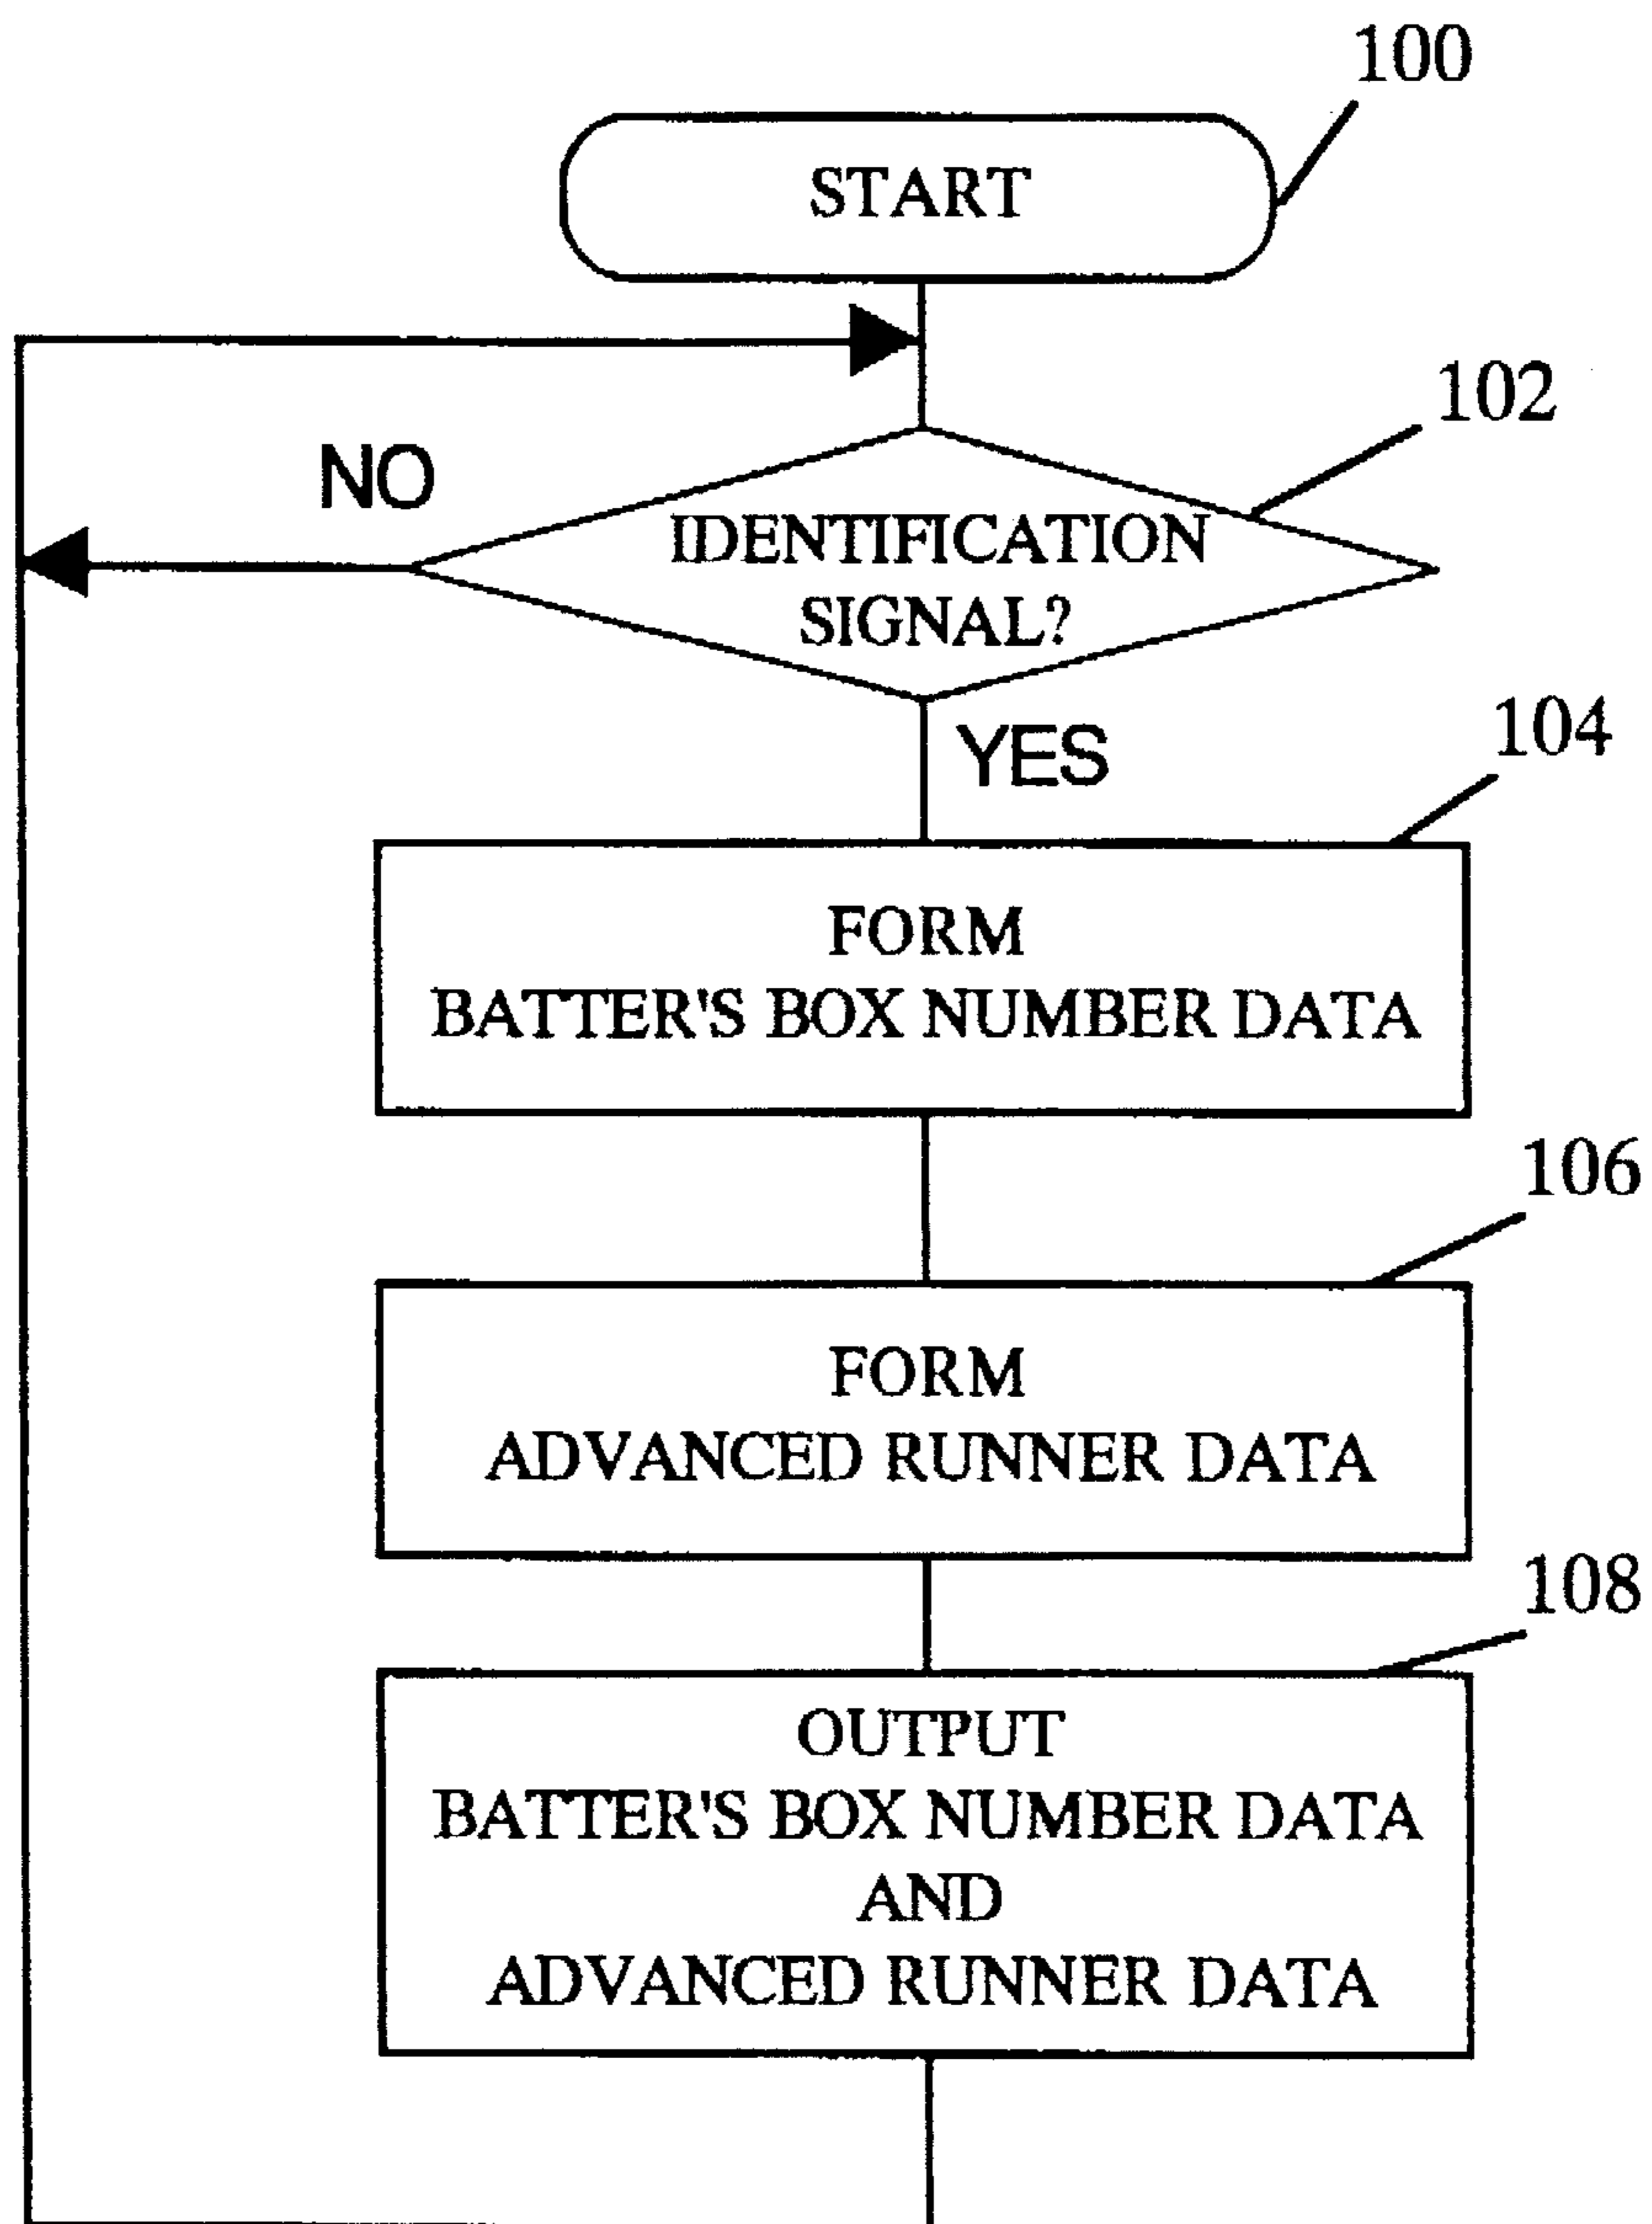 100
START
102
NO
IDENTIFICATION
SIGNAL?
YES
104
FORM
BATTER'S BOX NUMBER DATA
106
FORM
ADVANCED RUNNER DATA
108
OUTPUT
BATTER'S BOX NUMBER DATA
AND
ADVANCED RUNNER DATA